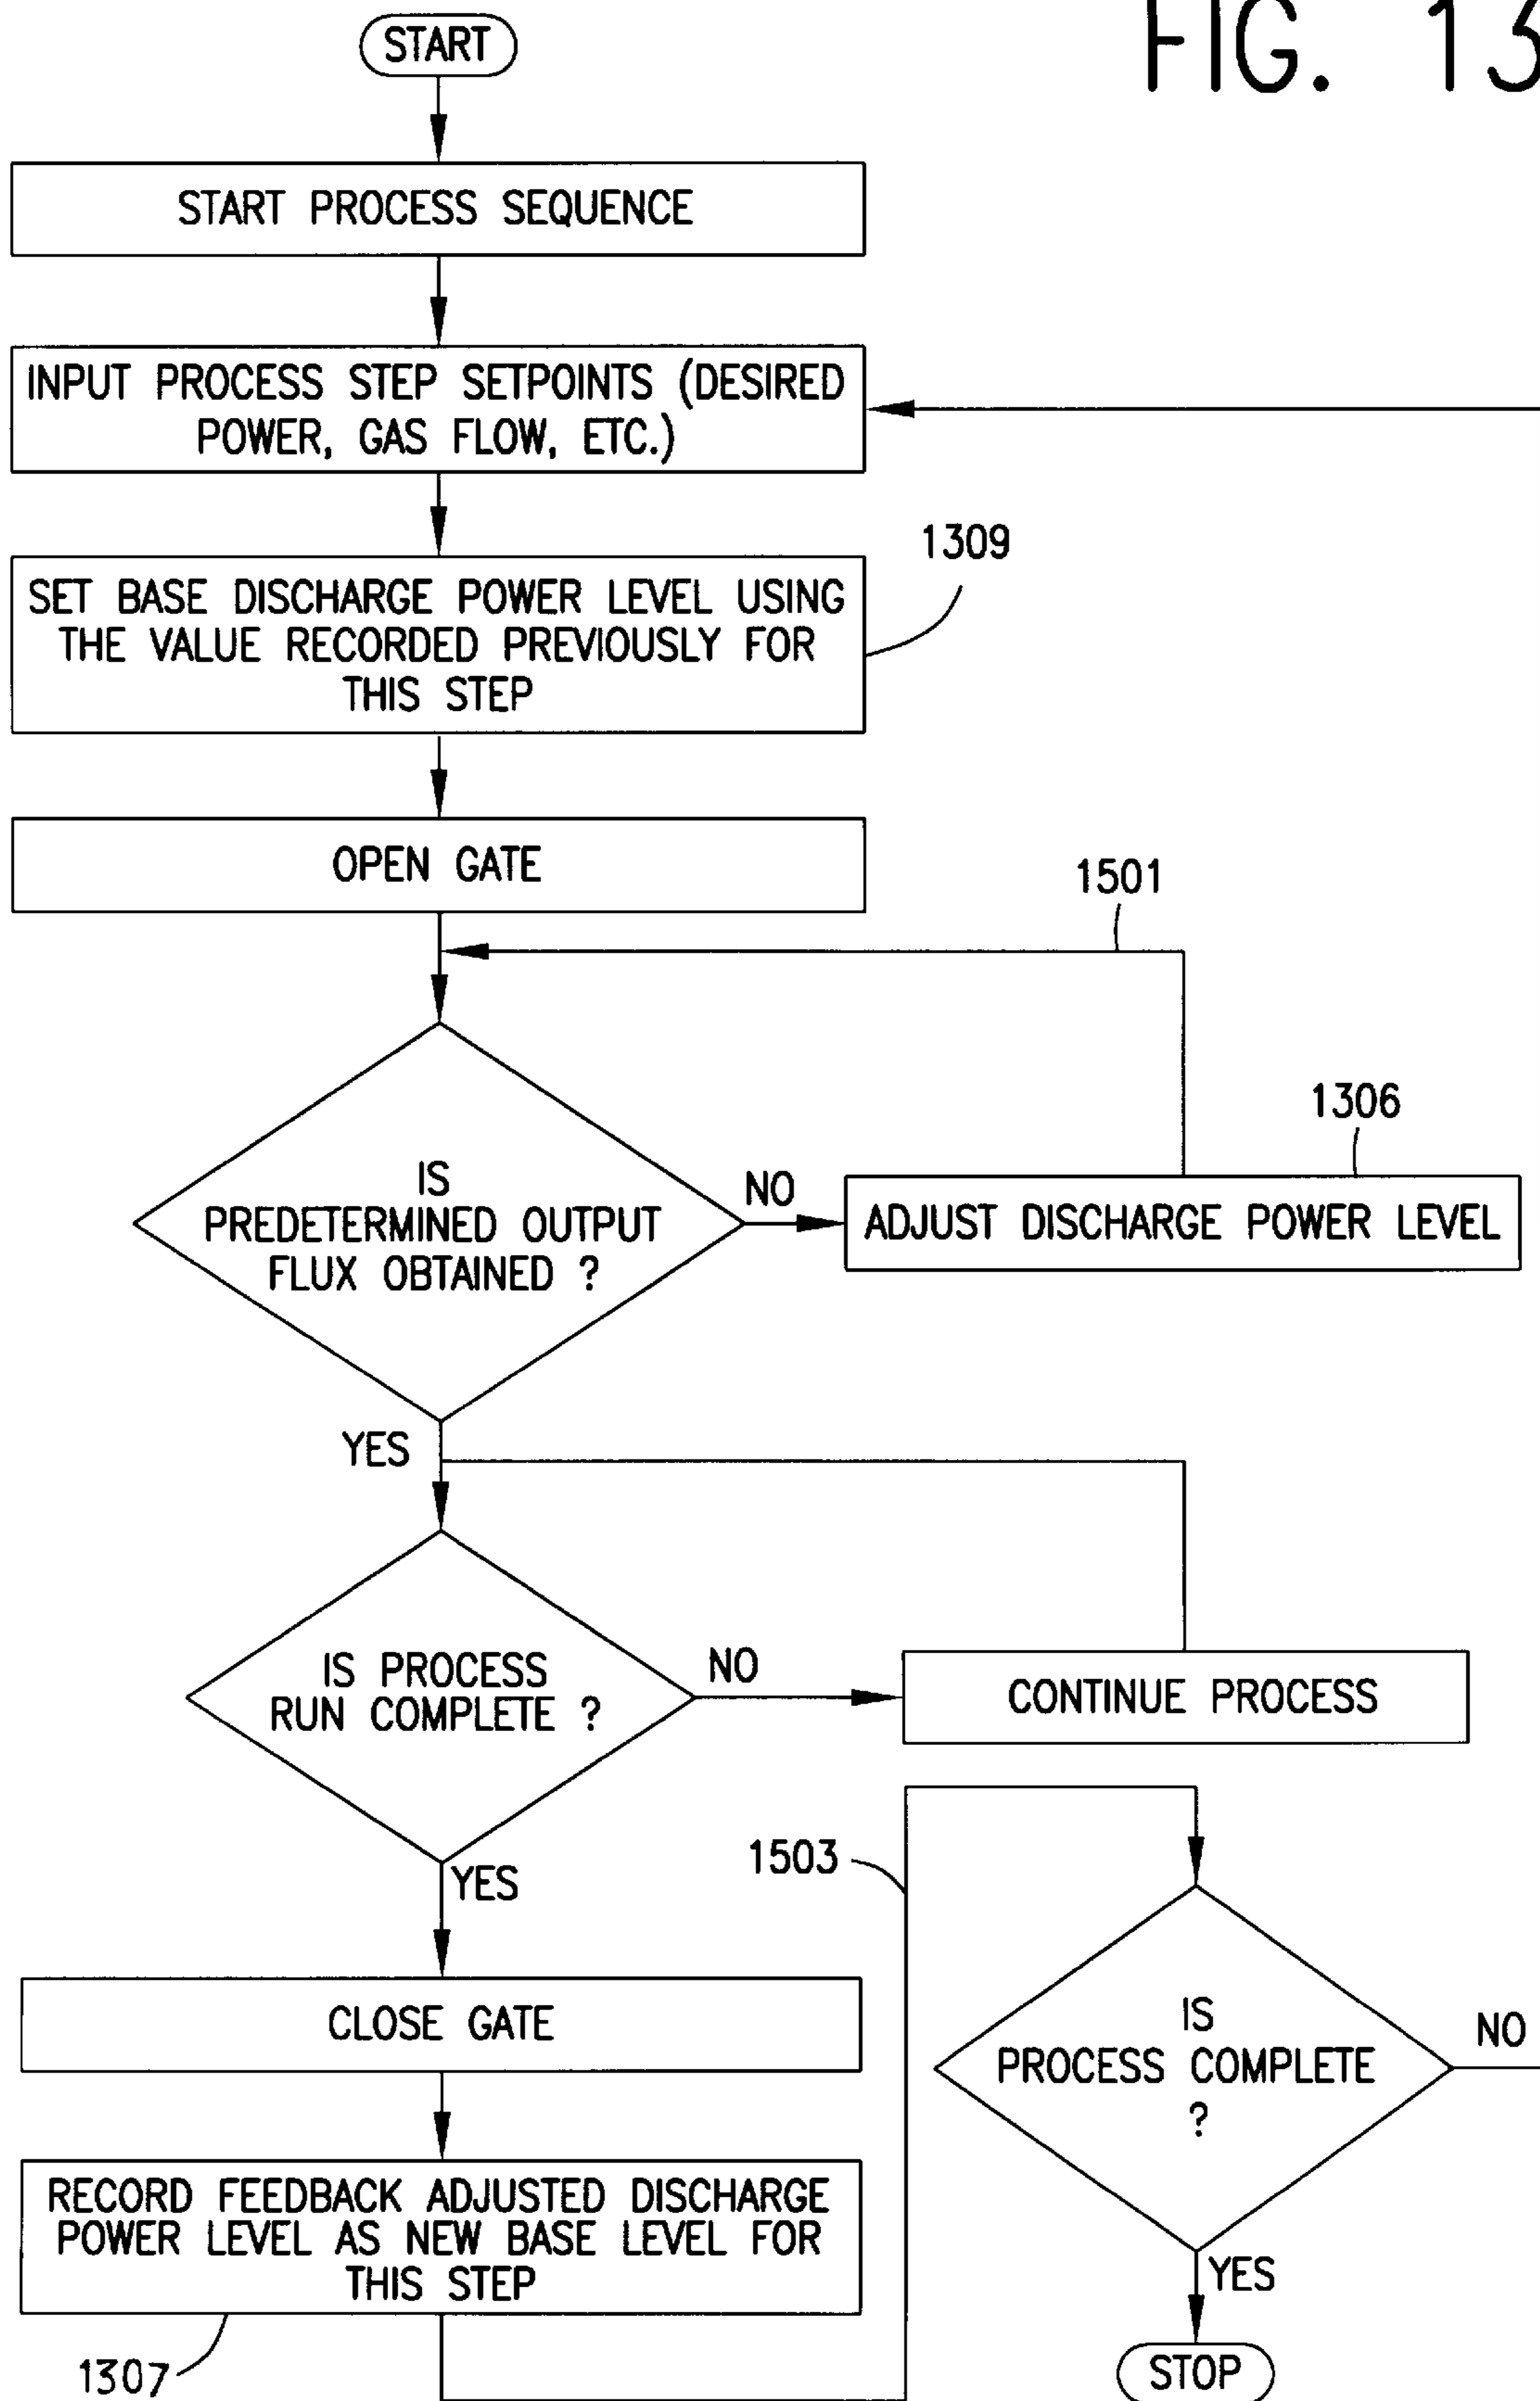 FIG. 13
START
START PROCESS SEQUENCE
INPUT PROCESS STEP SETPOINTS (DESIRED
POWER, GAS FLOW, ETC.)
1309
SET BASE DISCHARGE POWER LEVEL USING
THE VALUE RECORDED PREVIOUSLY FOR
THIS STEP
OPEN GATE
1501
1306
IS
PREDETERMINED OUTPUT
FLUX OBTAINED ?
NO
ADJUST DISCHARGE POWER LEVEL
YES
IS PROCESS
RUN COMPLETE ?
NO
CONTINUE PROCESS
YES
1503
CLOSE GATE
IS
PROCESS COMPLETE
?
NO
RECORD FEEDBACK ADJUSTED DISCHARGE
POWER LEVEL AS NEW BASE LEVEL FOR
THIS STEP
1307
YES
STOP